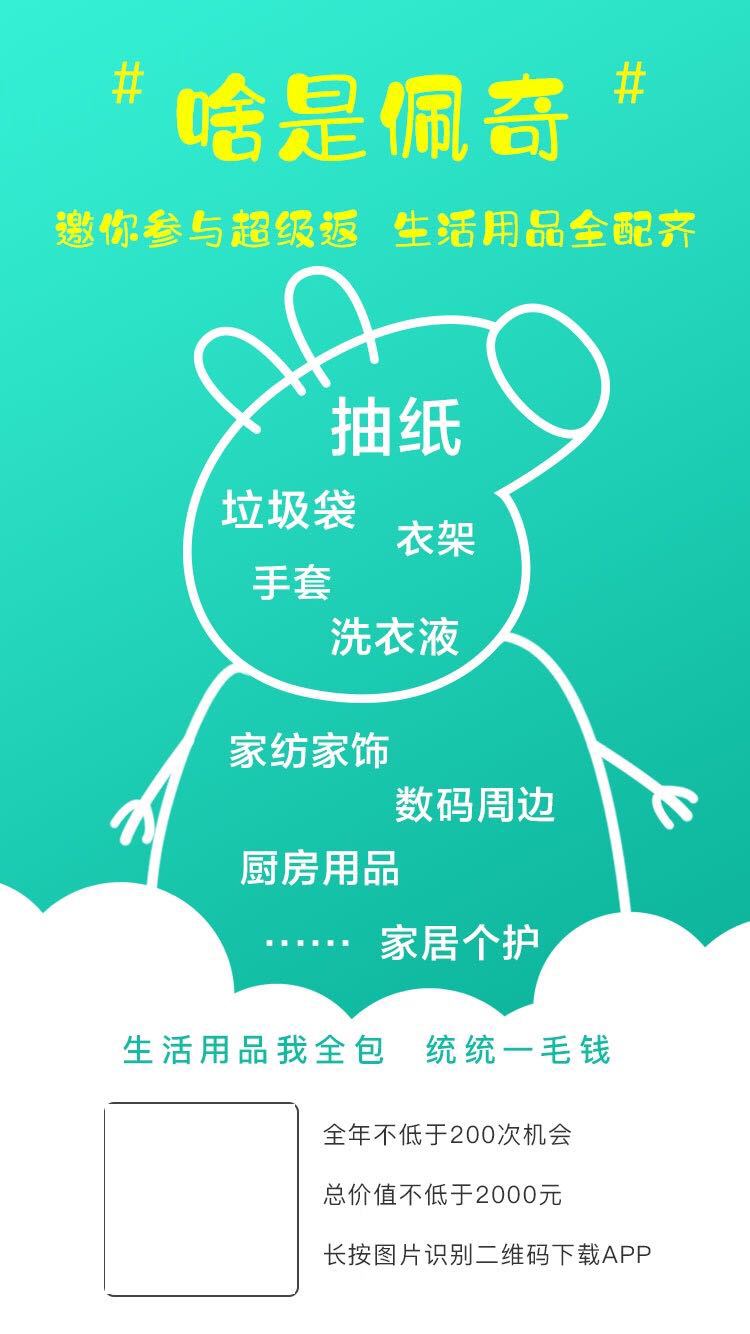 # 啥是佩奇 #
邀你参与超级返 生活用品全配齐
抽纸
垃圾袋
衣架
手套
洗衣液
家纺家饰
数码周边
厨房用品
…… 家居个护
生活用品我全包 统统一毛钱
全年不低于200次机会
总价值不低于2000元
长按图片识别二维码下载APP